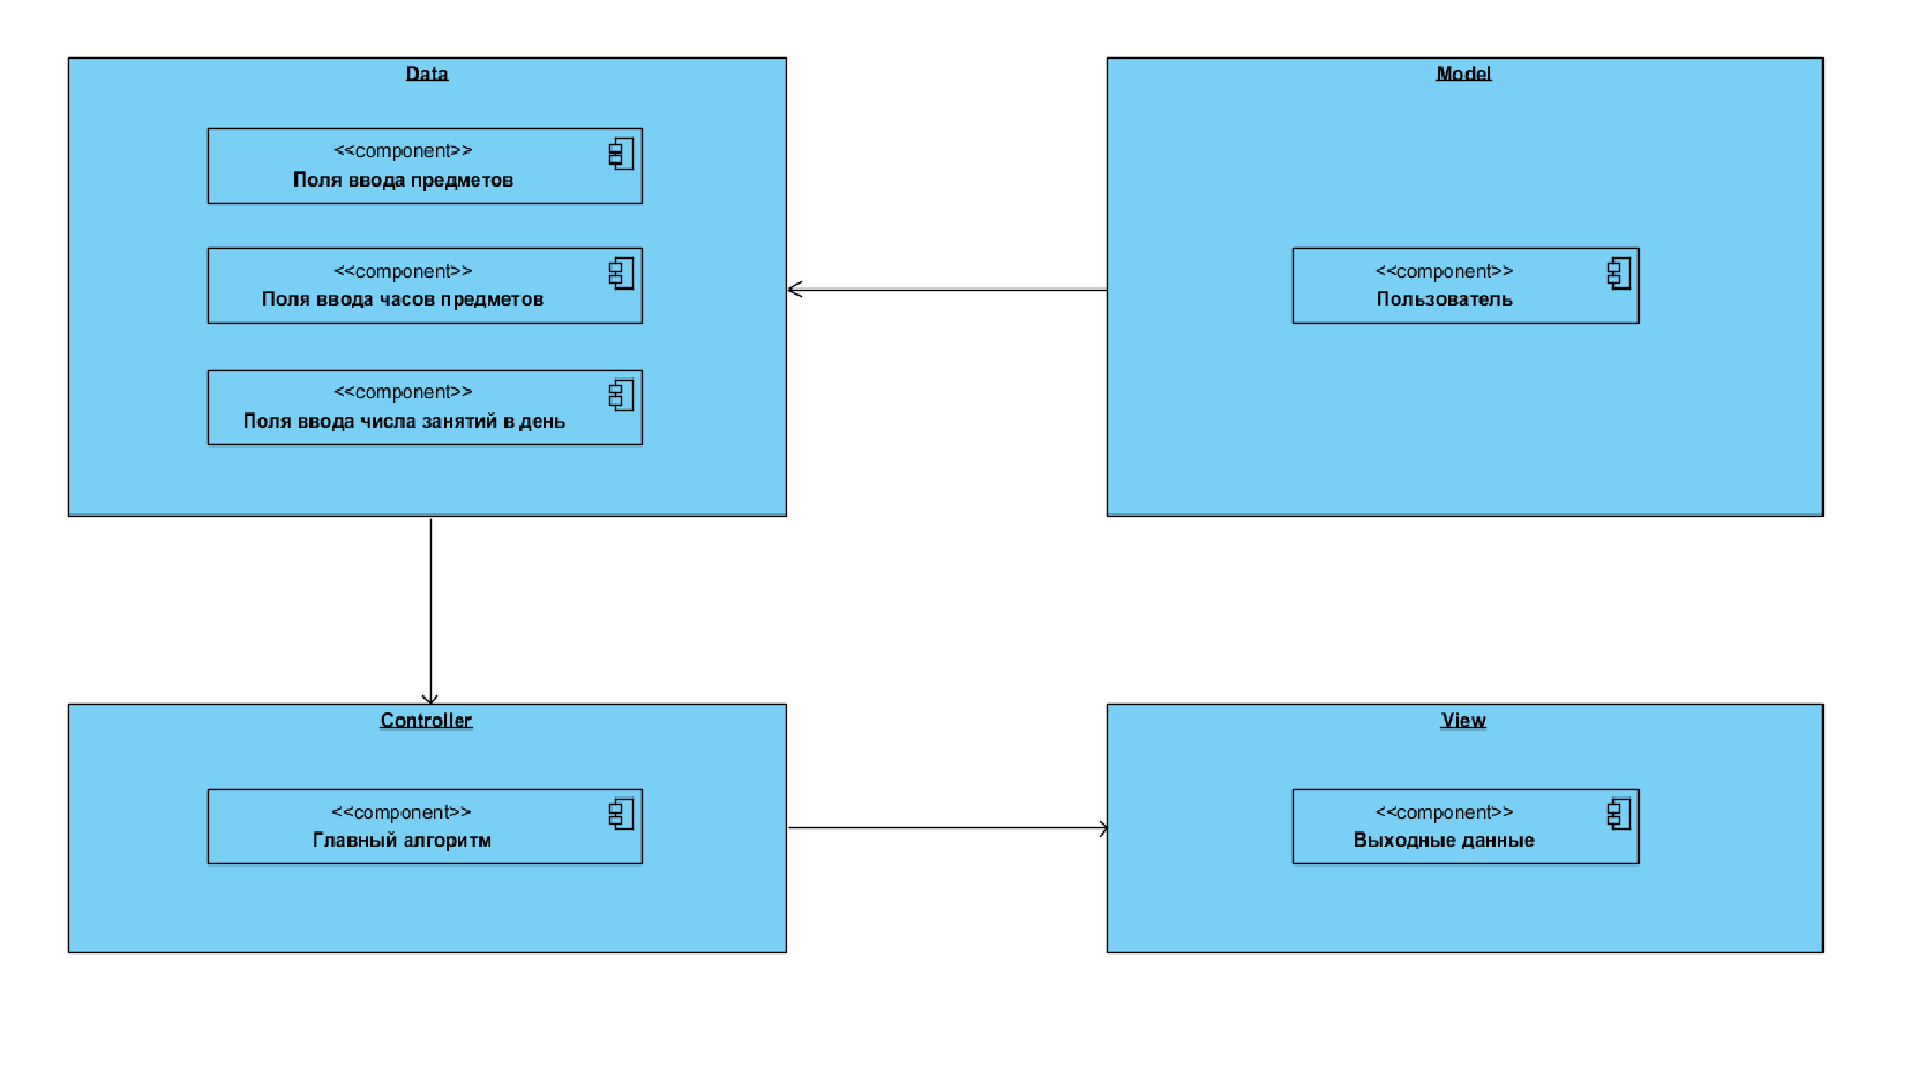 Data
<<component>>
Поля ввода предметов
<<component>>
Поля ввода часов предметов
<<component>>
Поля ввода числа занятий в день
Model
<<component>>
Пользователь
Controller
<<component>>
Главный алгоритм
View
<<component>>
Выходные данные